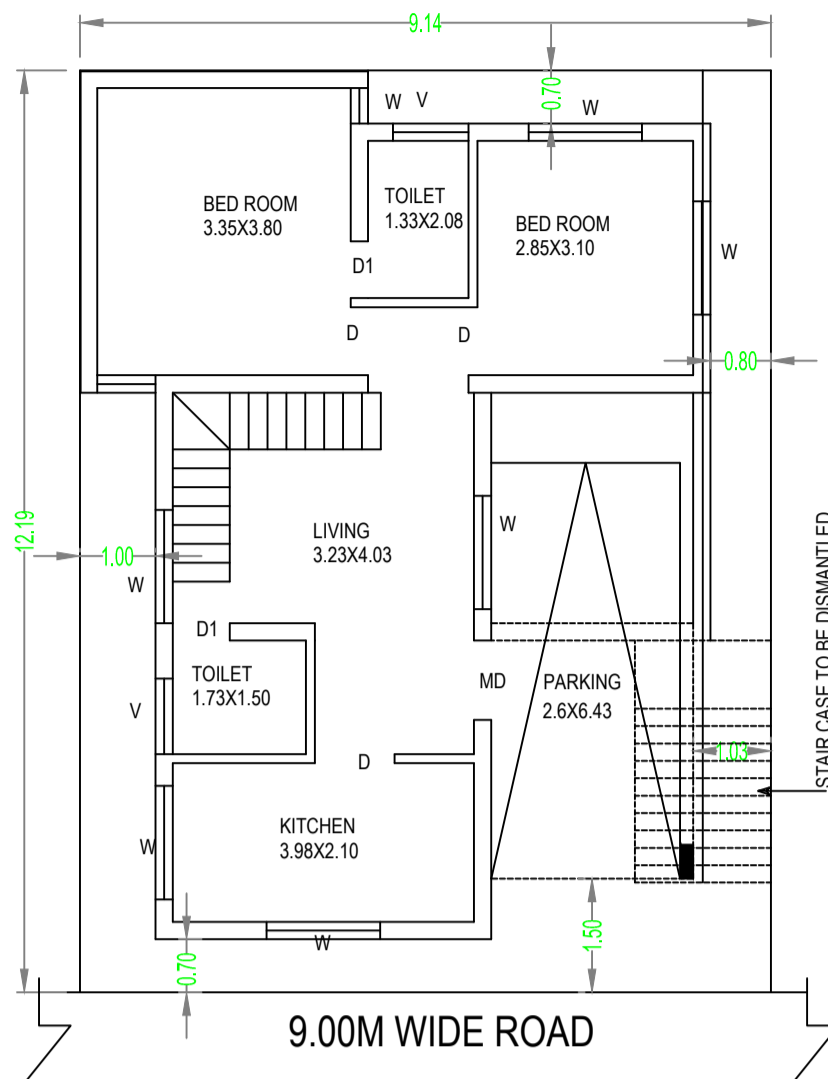 9.14
0.70
W V
W
BED ROOM
3.35X3.80
TOILET
1.33X2.08
BED ROOM
2.85X3.10
W
D1
D
D
0.80
12.19
1.00
W
LIVING
3.23X4.03
W
STAIR CASE TO BE DISMANTLED
D1
TOILET
1.73X1.50
V
MD
PARKING
2.6X6.43
1.03
D
KITCHEN
3.98X2.10
W
W
0.70
1.50
9.00M WIDE ROAD